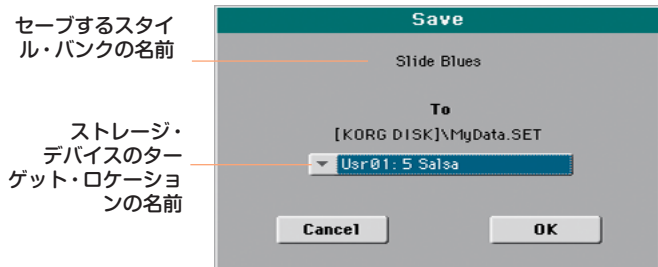 セーブするスタイ
ル・バンクの名前
ストレージ・
デバイスのター
ゲット・ロケーショ
ンの名前
Save
Slide Blues
To
[KORG DISK]\MyData.SET
Usr01: 5 Salsa
Cancel
OK